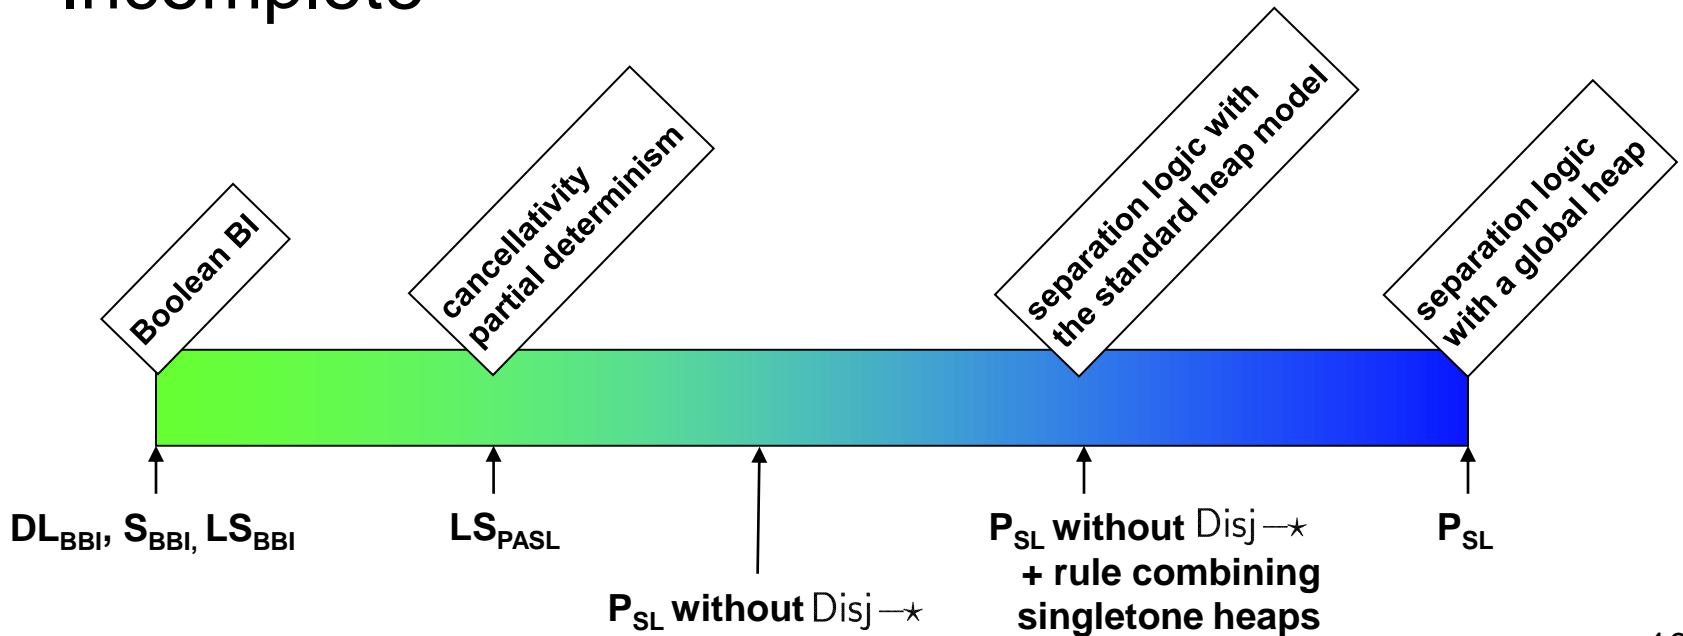 Incomplete
Boolean BI
cancellativity
partial determinism
separation logic with
the standard heap model
separation logic
with a global heap
DL_BBI, S_BBI, LS_BBI
LS_PASL
P_SL without Disj−⋆
P_SL without Disj−⋆
+ rule combining
singletone heaps
P_SL